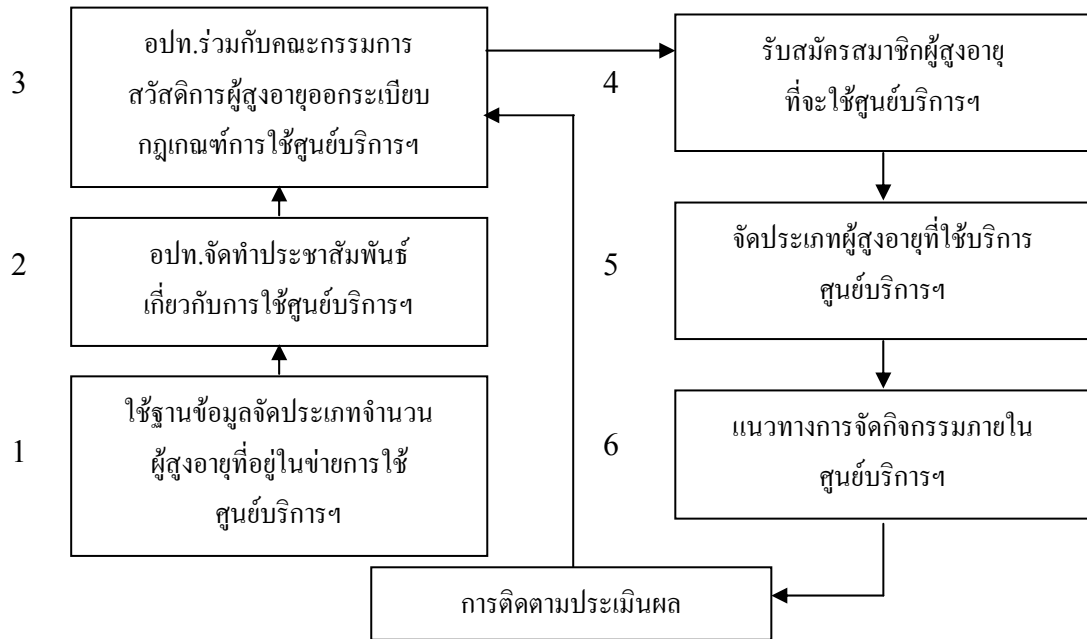 3
อปท.ร่วมกับคณะกรรมการ
สวัสดิการผู้สูงอายุออกระเบียบ
กฎเกณฑ์การใช้ศูนย์บริการฯ
4
รับสมัครสมาชิกผู้สูงอายุ
ที่จะใช้ศูนย์บริการฯ
2
อปท.จัดทำประชาสัมพันธ์
เกี่ยวกับการใช้ศูนย์บริการฯ
5
จัดประเภทผู้สูงอายุที่ใช้บริการ
ศูนย์บริการฯ
1
ใช้ฐานข้อมูลจัดประเภทจำนวน
ผู้สูงอายุที่อยู่ในข่ายการใช้
ศูนย์บริการฯ
6
แนวทางการจัดกิจกรรมภายใน
ศูนย์บริการฯ
การติดตามประเมินผล